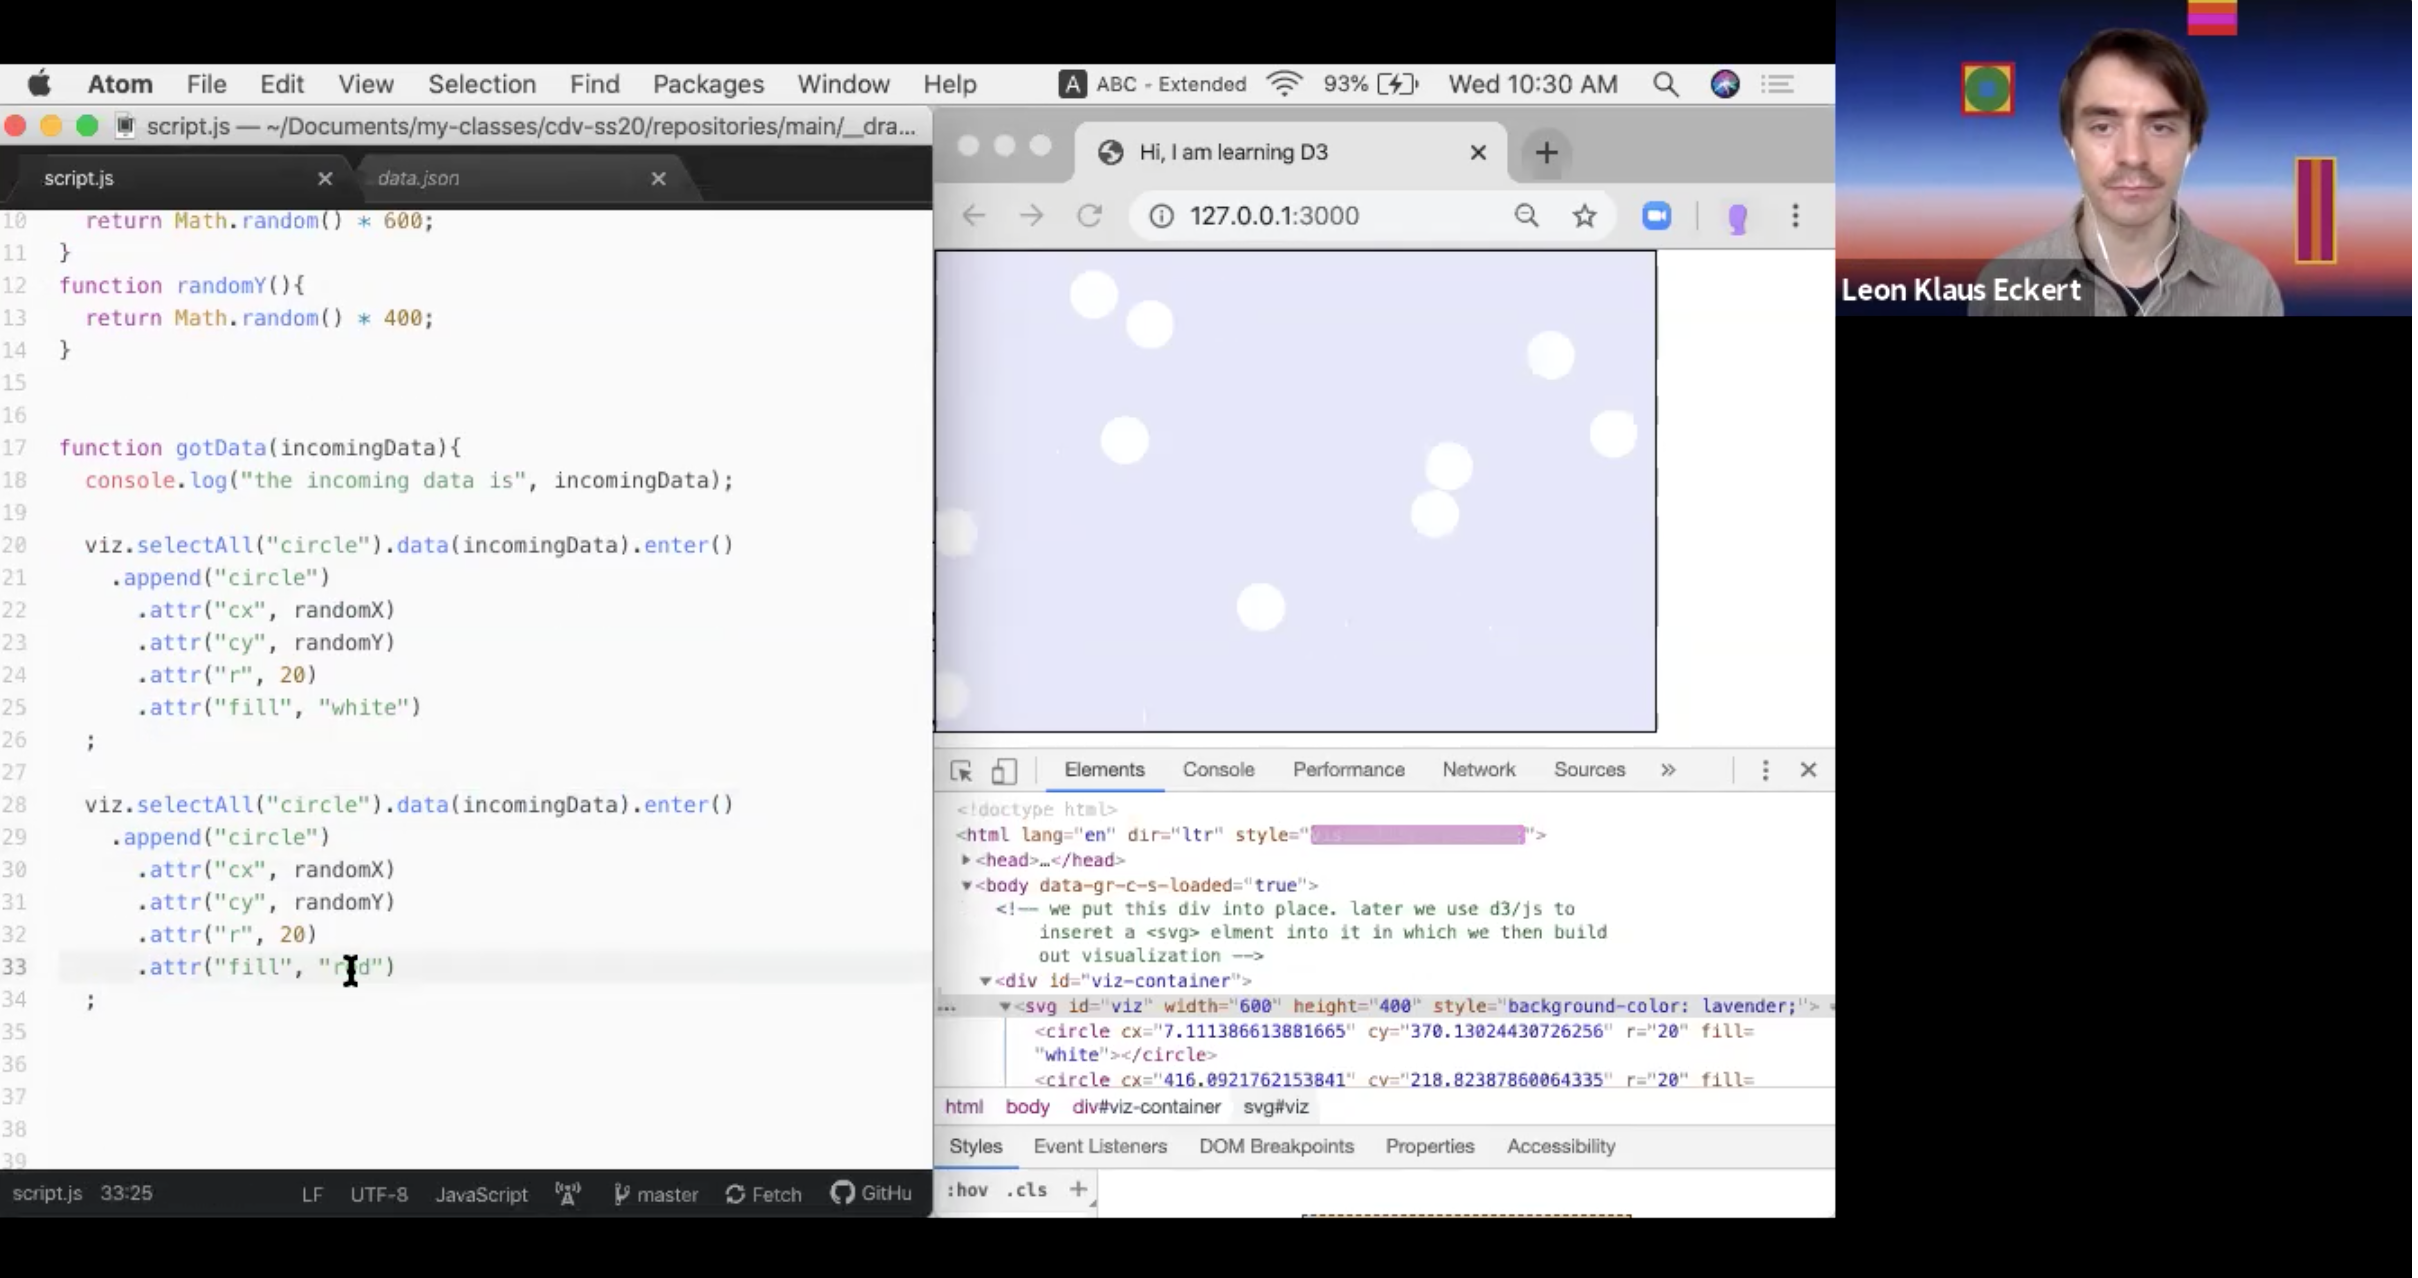 Atom File Edit View Selection Find Packages Window Help A ABC - Extended 93% Wed 10:30 AM
script.js — ~/Documents/my-classes/cdv-ss20/repositories/main/__dra...
script.js
data.json
10 return Math.random() * 600;
11 }
12 function randomY(){
13 return Math.random() * 400;
14 }
15
16
17 function gotData(incomingData){
18 console.log("the incoming data is", incomingData);
19
20 viz.selectAll("circle").data(incomingData).enter()
21 .append("circle")
22 .attr("cx", randomX)
23 .attr("cy", randomY)
24 .attr("r", 20)
25 .attr("fill", "white")
26 ;
27
28 viz.selectAll("circle").data(incomingData).enter()
29 .append("circle")
30 .attr("cx", randomX)
31 .attr("cy", randomY)
32 .attr("r", 20)
33 .attr("fill", "red")
34 ;
35
36
37
38
39
script.js 33:25 LF UTF-8 JavaScript master Fetch GitHu
Hi, I am learning D3
127.0.0.1:3000
Elements Console Performance Network Sources »
<!doctype html>
<html lang="en" dir="ltr" style=" ">
<head>…</head>
<body data-gr-c-s-loaded="true">
<!-- we put this div into place. later we use d3/js to
inseret a <svg> elment into it in which we then build
out visualization -->
<div id="viz-container">
... <svg id="viz" width="600" height="400" style="background-color: lavender;">
<circle cx="7.111386613881665" cy="370.13024430726256" r="20" fill=
"white"></circle>
<circle cx="416.0921762153841" cy="218.82387860064335" r="20" fill=
html body div#viz-container svg#viz
Styles Event Listeners DOM Breakpoints Properties Accessibility
:hov .cls +
Leon Klaus Eckert